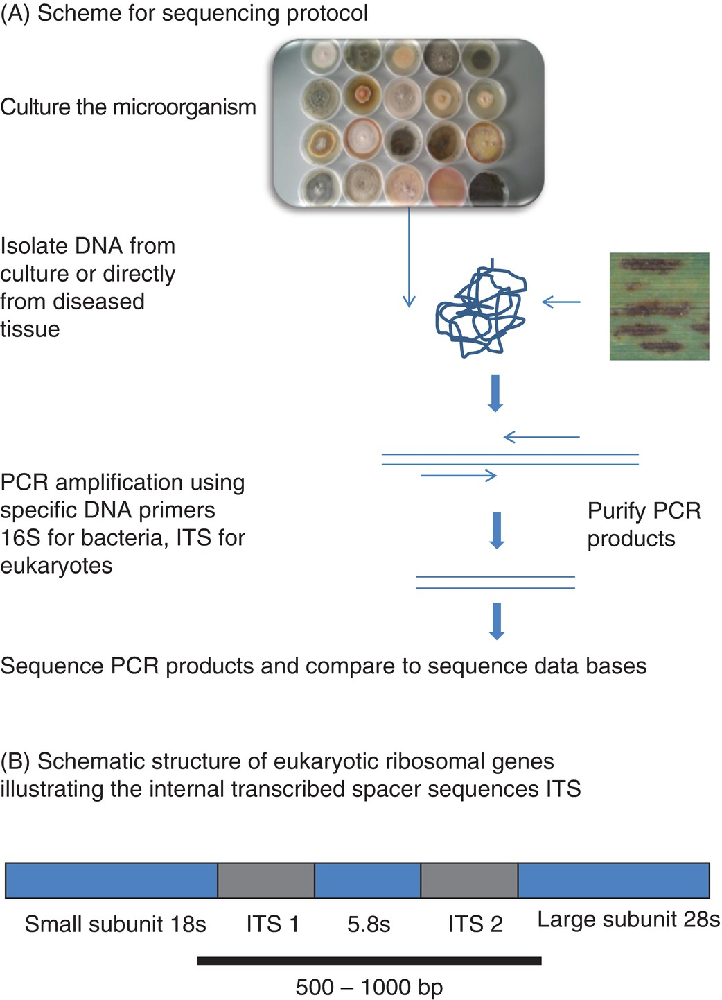 (A) Scheme for sequencing protocol
Culture the microorganism
Isolate DNA from
culture or directly
from diseased
tissue
PCR amplification using
specific DNA primers
16S for bacteria, ITS for
eukaryotes
Purify PCR
products
Sequence PCR products and compare to sequence data bases
(B) Schematic structure of eukaryotic ribosomal genes
illustrating the internal transcribed spacer sequences ITS
Small subunit 18s ITS 1 5.8s ITS 2 Large subunit 28s
500 – 1000 bp